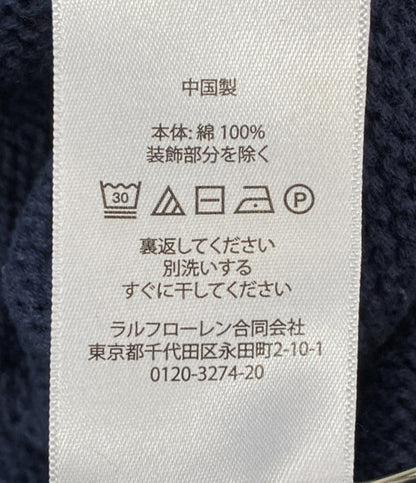 中国製
本体: 綿 100%
装飾部分を除く
30 P
裏返してください
別洗いする
すぐに干してください
ラルフローレン合同会社
東京都千代田区永田町2-10-1
0120-3274-20